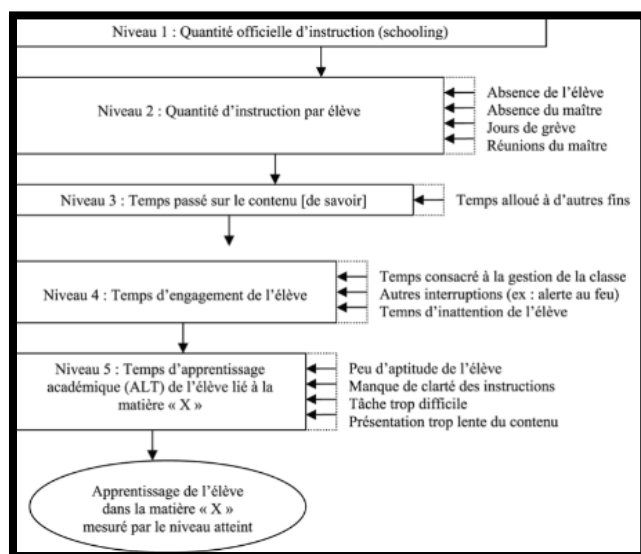 Niveau 1 : Quantité officielle d'instruction (schooling)
Niveau 2 : Quantité d'instruction par élève
Absence de l'élève
Absence du maître
Jours de grève
Réunions du maître
Niveau 3 : Temps passé sur le contenu [de savoir]
Temps alloué à d'autres fins
Niveau 4 : Temps d'engagement de l'élève
Temps consacré à la gestion de la classe
Autres interruptions (ex : alerte au feu)
Temns d'inattention de l'élève
Niveau 5 : Temps d'apprentissage
académique (ALT) de l'élève lié à la
matière « X »
Peu d'aptitude de l'élève
Manque de clarté des instructions
Tâche trop difficile
Présentation trop lente du contenu
Apprentissage de l'élève
dans la matière « X »
mesuré par le niveau atteint